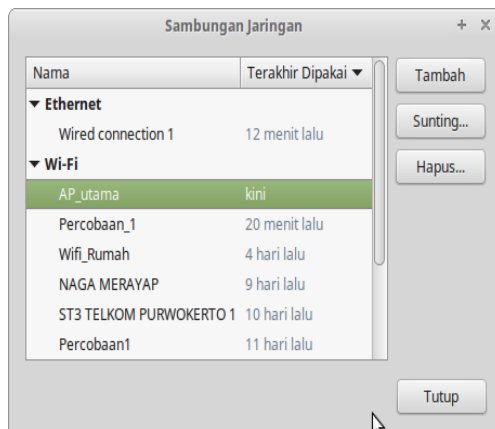 Sambungan Jaringan
Nama Terakhir Dipakai
Tambah
Ethernet
Sunting...
Wired connection 1 12 menit lalu
Wi-Fi
Hapus...
AP_utama kini
Percobaan_1 20 menit lalu
Wifi_Rumah 4 hari lalu
NAGA MERAYAP 9 hari lalu
ST3 TELKOM PURWOKERTO 1 10 hari lalu
Percobaan1 11 hari lalu
Tutup